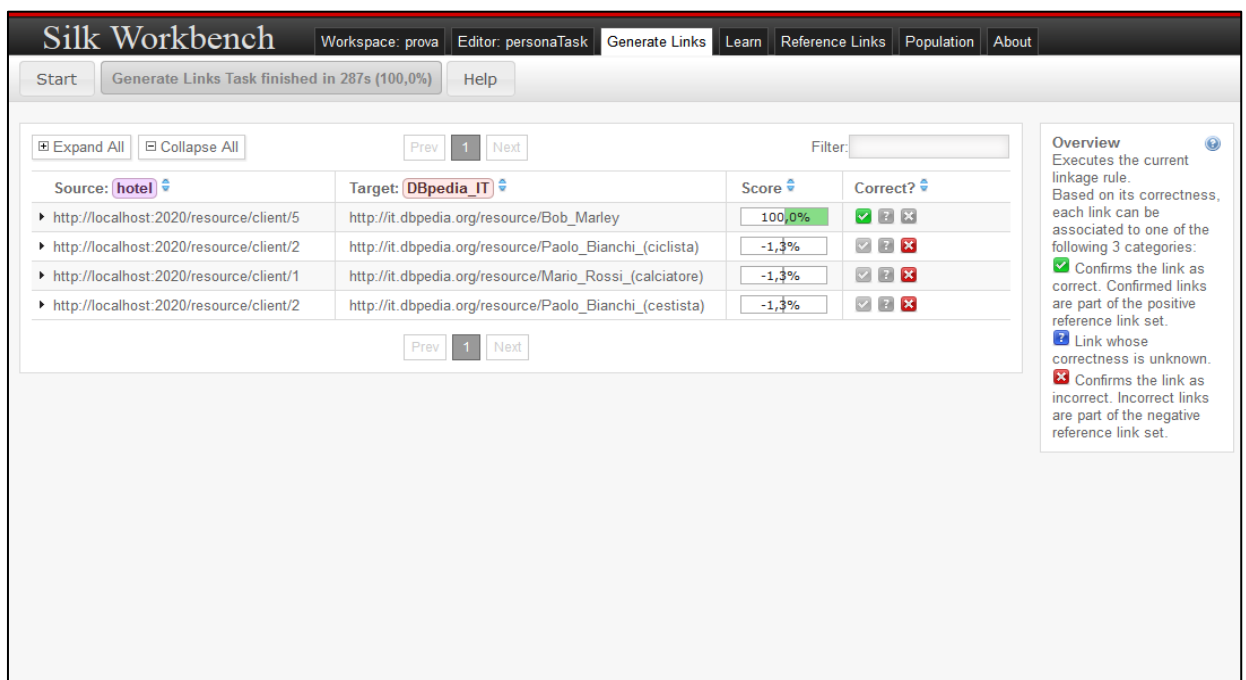 Silk Workbench
Workspace: prova Editor: personaTask Generate Links Learn Reference Links Population About
Start Generate Links Task finished in 287s (100,0%) Help
Expand All Collapse All Prev 1 Next Filter:
Source: hotel Target: DBpedia_IT Score Correct?
http://localhost:2020/resource/client/5 http://it.dbpedia.org/resource/Bob_Marley 100,0%
http://localhost:2020/resource/client/2 http://it.dbpedia.org/resource/Paolo_Bianchi_(ciclista) -1,3%
http://localhost:2020/resource/client/1 http://it.dbpedia.org/resource/Mario_Rossi_(calciatore) -1,3%
http://localhost:2020/resource/client/2 http://it.dbpedia.org/resource/Paolo_Bianchi_(cestista) -1,3%
Prev 1 Next
Overview
Executes the current
linkage rule.
Based on its correctness,
each link can be
associated to one of the
following 3 categories:
Confirms the link as
correct. Confirmed links
are part of the positive
reference link set.
Link whose
correctness is unknown.
Confirms the link as
incorrect. Incorrect links
are part of the negative
reference link set.